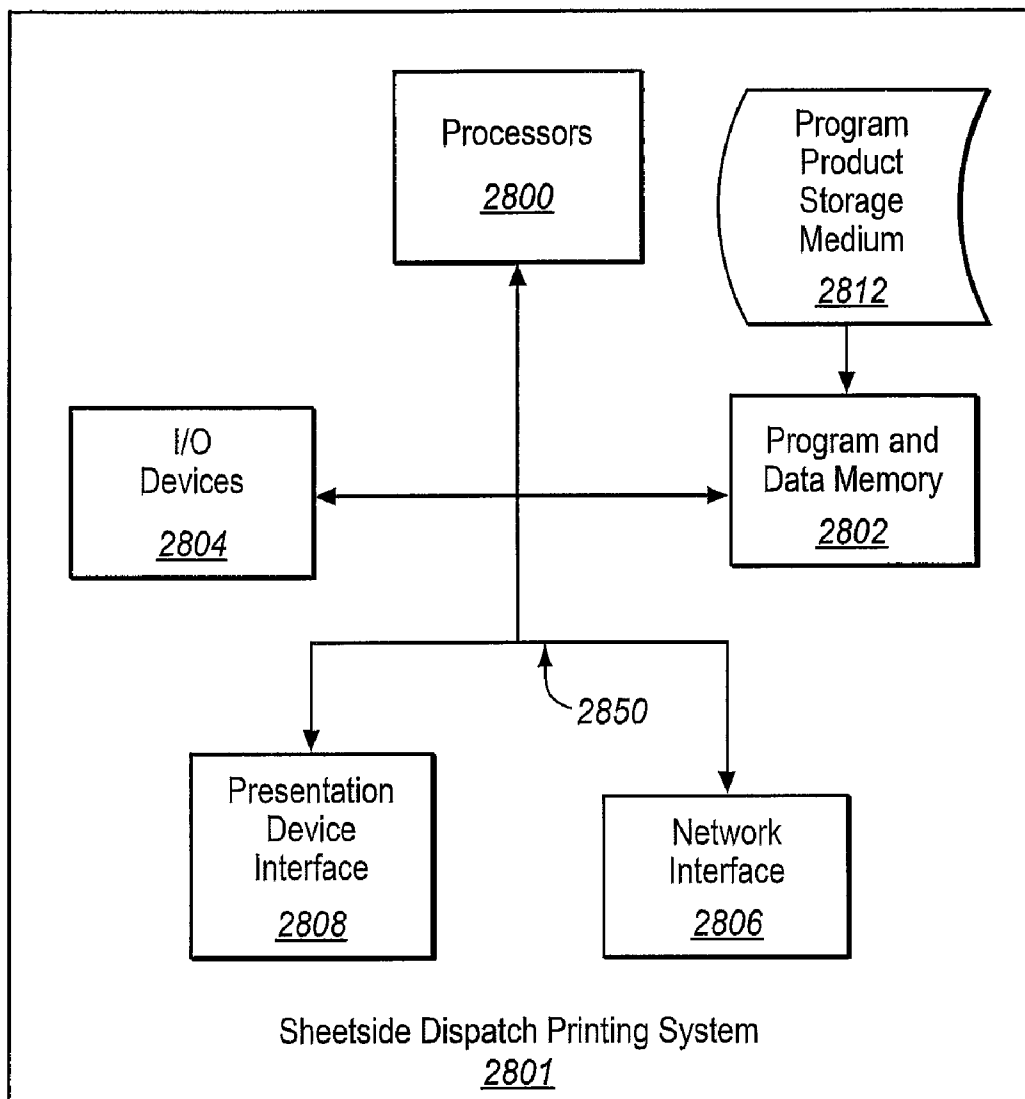 Processors
2800
Program
Product
Storage
Medium
2812
I/O
Devices
2804
Program and
Data Memory
2802
2850
Presentation
Device
Interface
2808
Network
Interface
2806
Sheetside Dispatch Printing System
2801